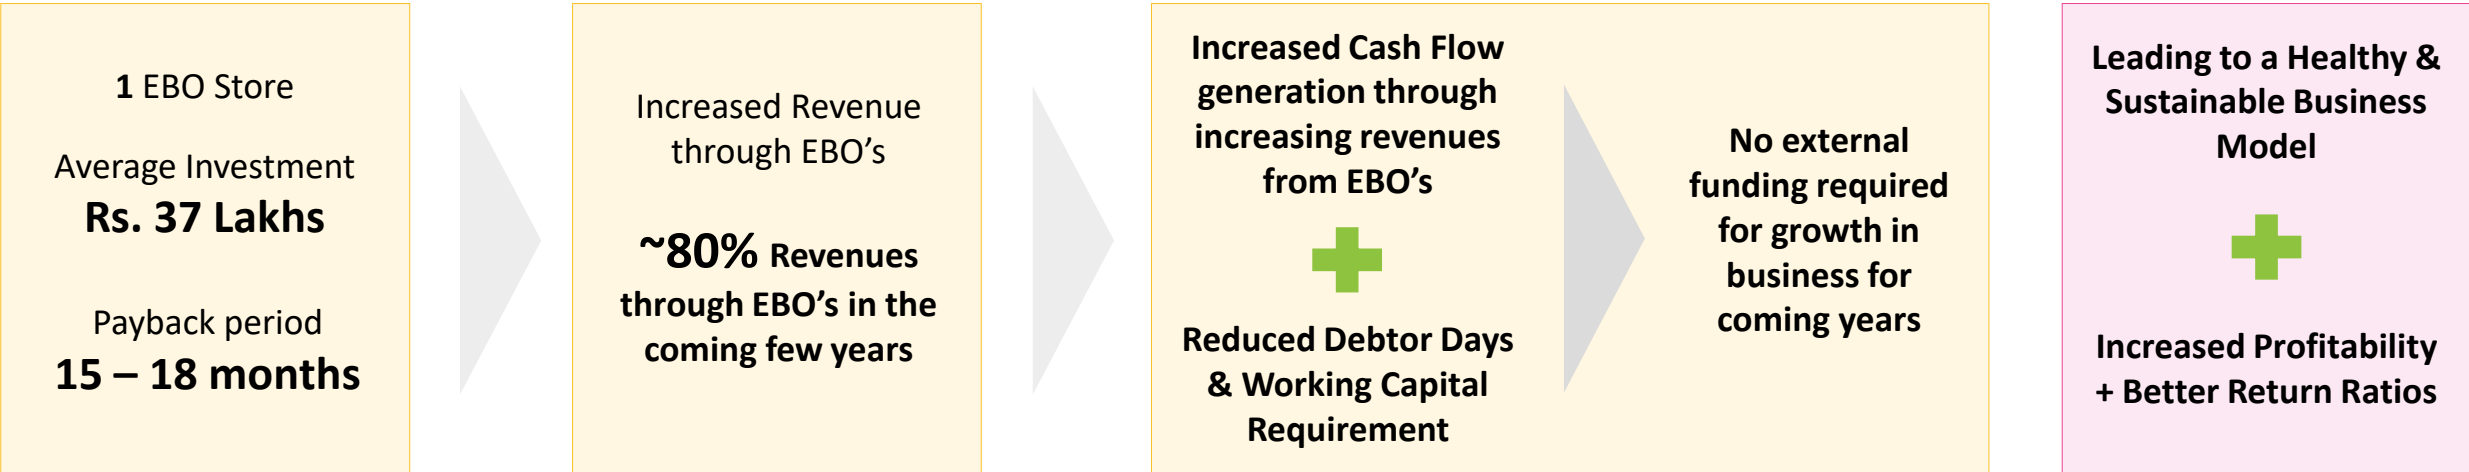 1 EBO Store
Average Investment
Rs. 37 Lakhs
Payback period
15 – 18 months
Increased Revenue
through EBO’s
~80% Revenues
through EBO’s in the
coming few years
Increased Cash Flow
generation through
increasing revenues
from EBO’s
Reduced Debtor Days
& Working Capital
Requirement
No external
funding required
for growth in
business for
coming years
Leading to a Healthy &
Sustainable Business
Model
Increased Profitability
+ Better Return Ratios